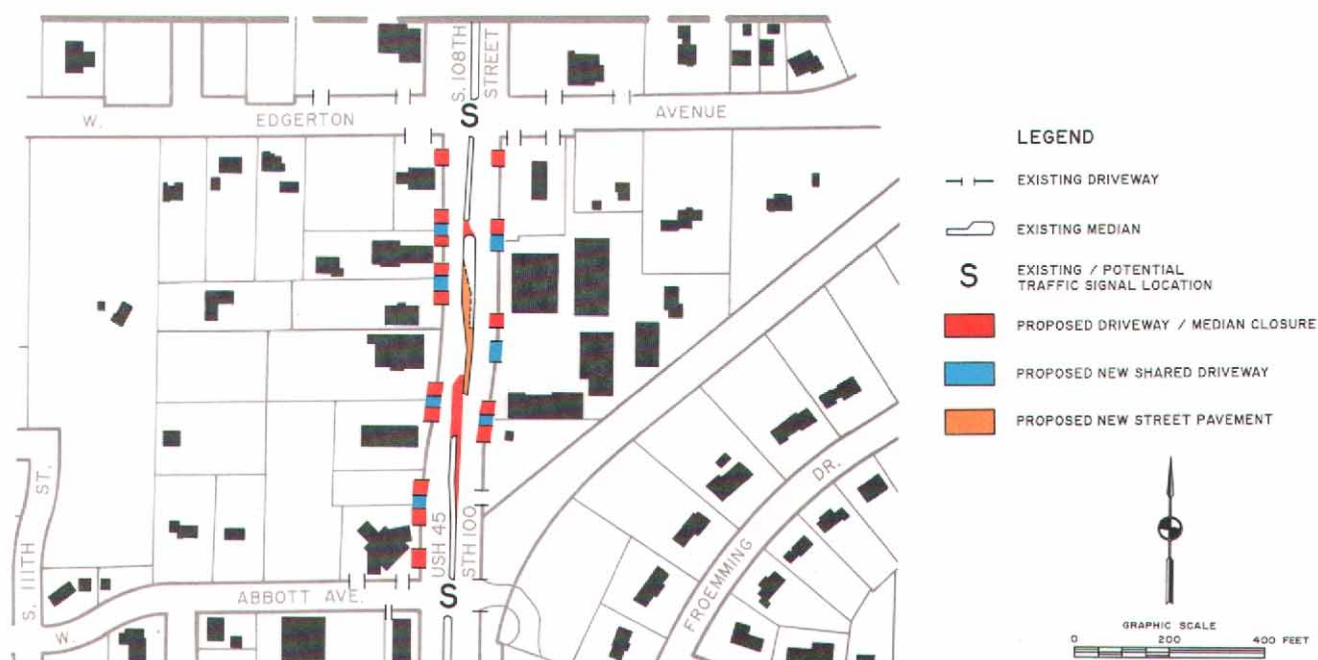 S. 108TH
STREET
S
W. EDGERTON AVENUE
LEGEND
EXISTING DRIVEWAY
EXISTING MEDIAN
S
EXISTING / POTENTIAL
TRAFFIC SIGNAL LOCATION
PROPOSED DRIVEWAY / MEDIAN CLOSURE
PROPOSED NEW SHARED DRIVEWAY
PROPOSED NEW STREET PAVEMENT
S. 111TH ST.
USH 45
STH 100
FROEMMING DR.
W. ABBOTT AVE.
S
GRAPHIC SCALE
0 200 400 FEET